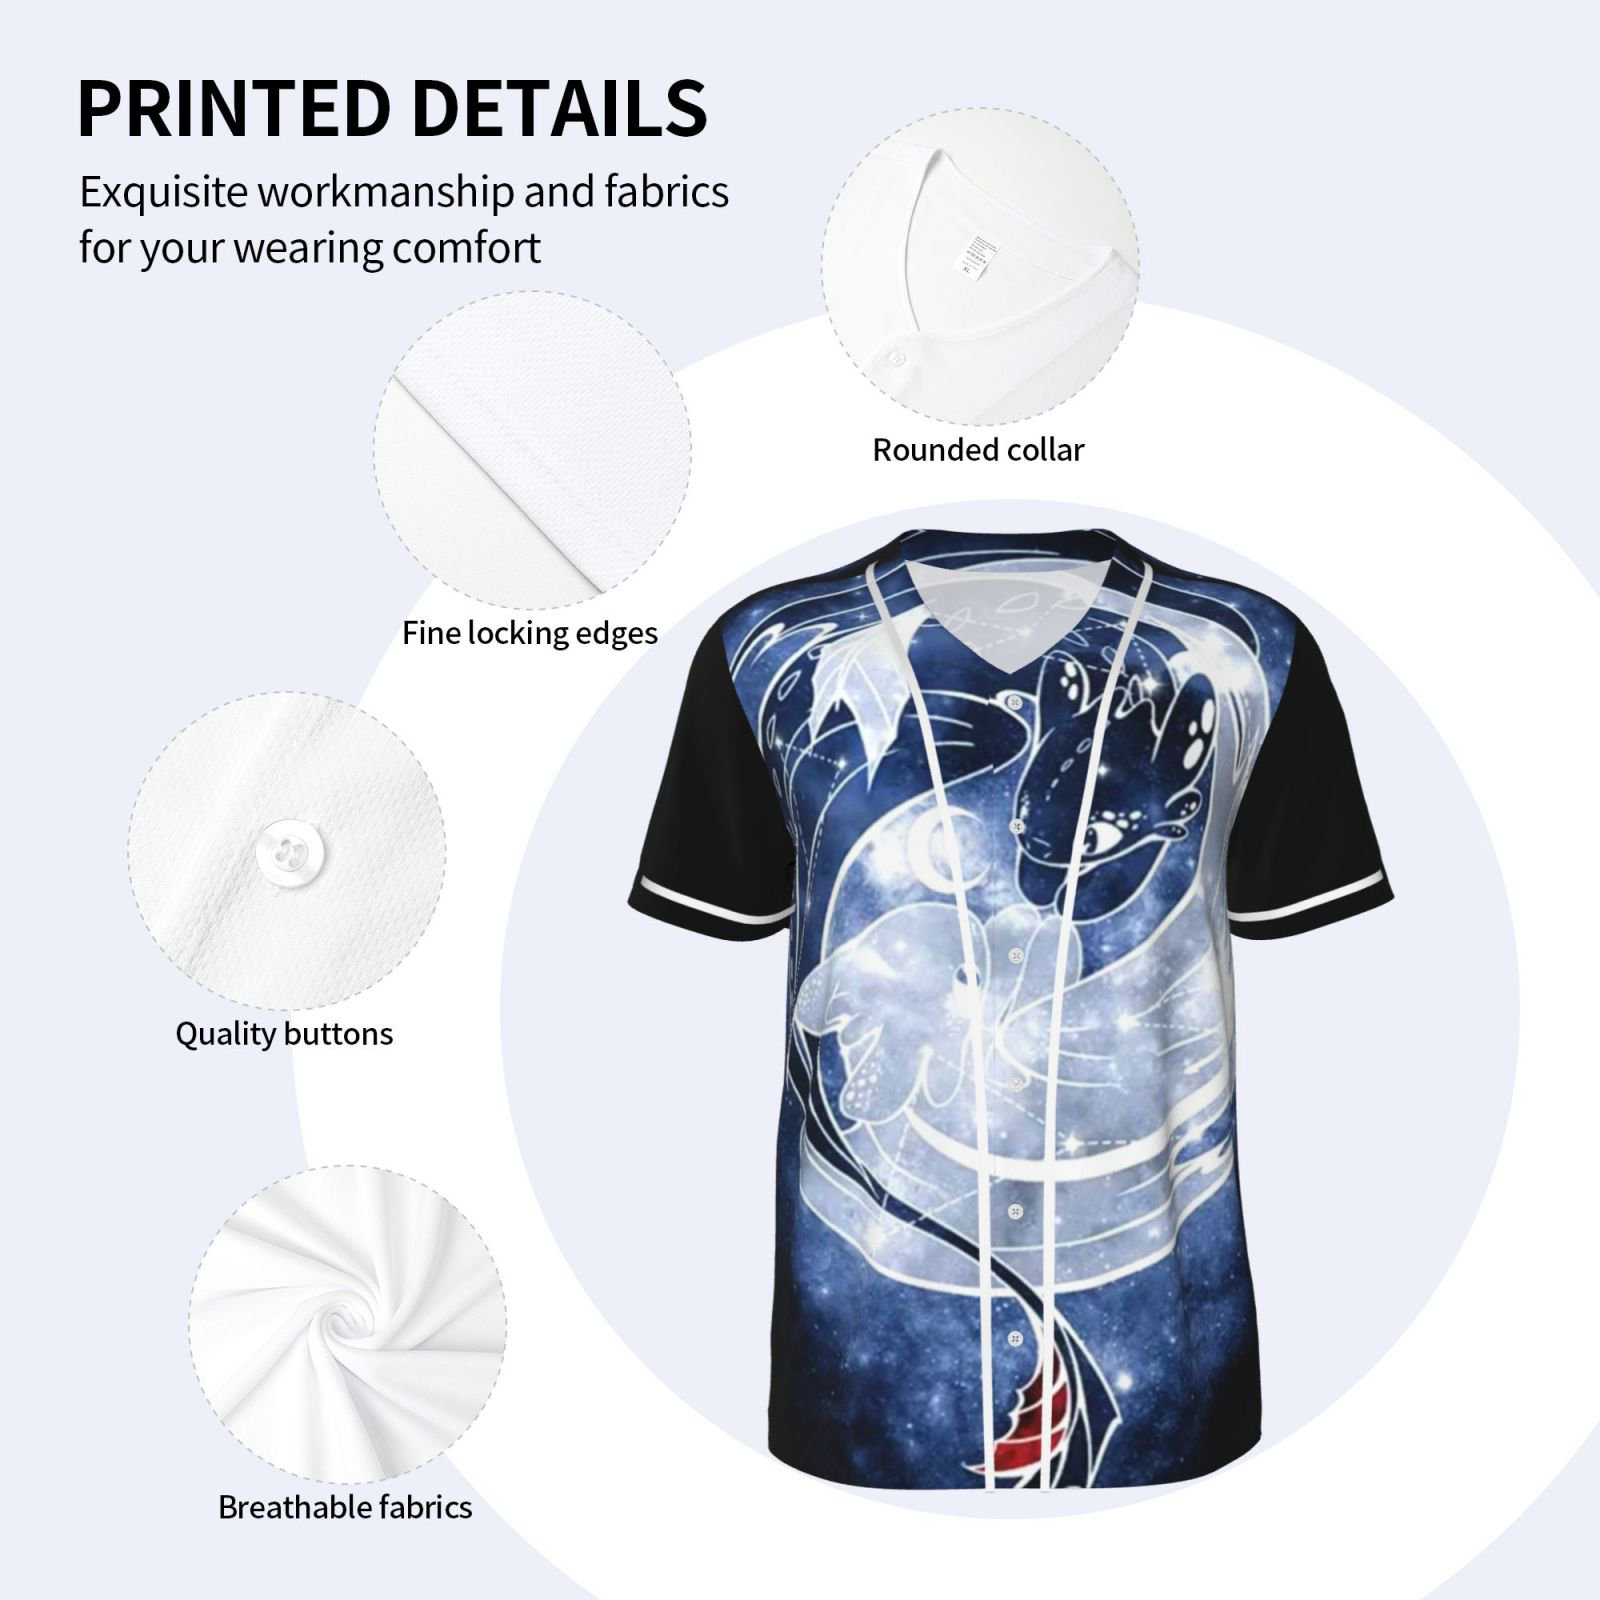 PRINTED DETAILS
Exquisite workmanship and fabrics
for your wearing comfort
XL
Rounded collar
Fine locking edges
Quality buttons
Breathable fabrics